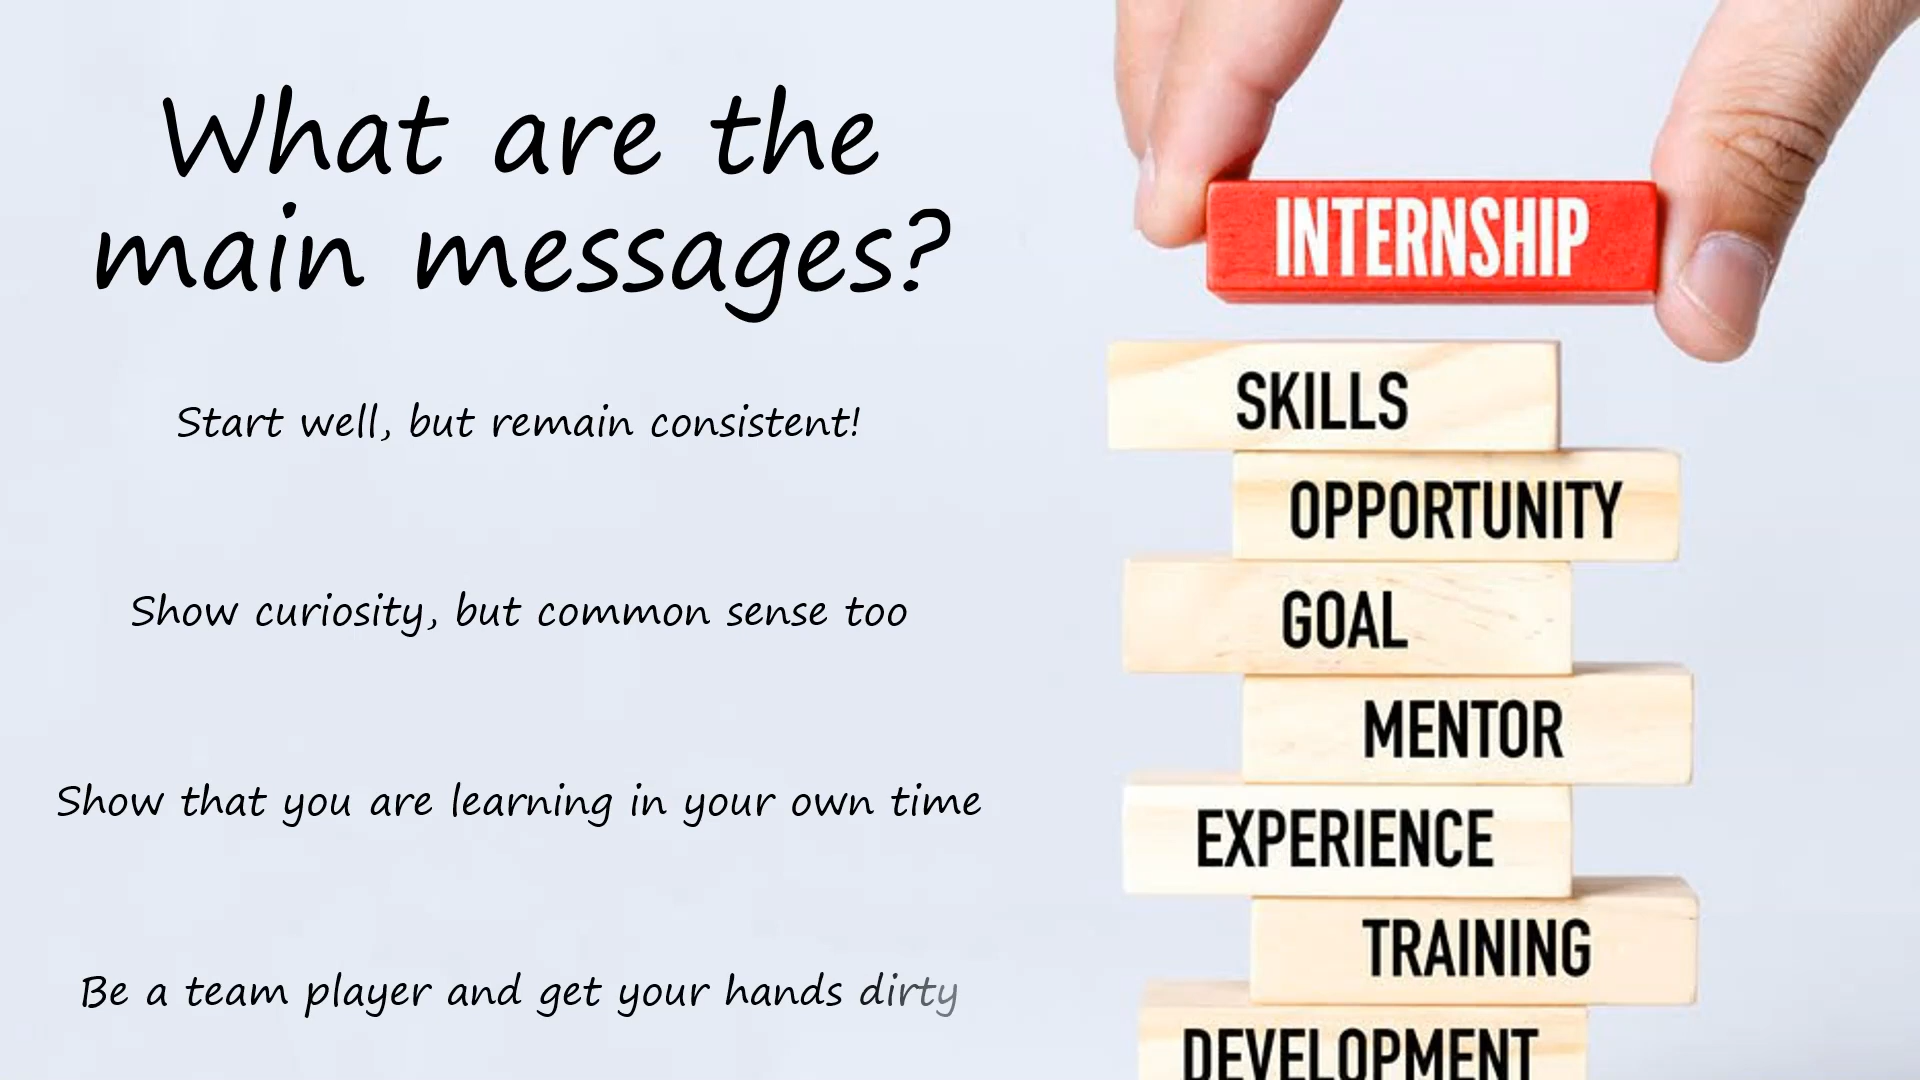 What are the
main messages?
Start well, but remain consistent!
Show curiosity, but common sense too
Show that you are learning in your own time
Be a team player and get your hands dirty
INTERNSHIP
SKILLS
OPPORTUNITY
GOAL
MENTOR
EXPERIENCE
TRAINING
DEVELOPMENT